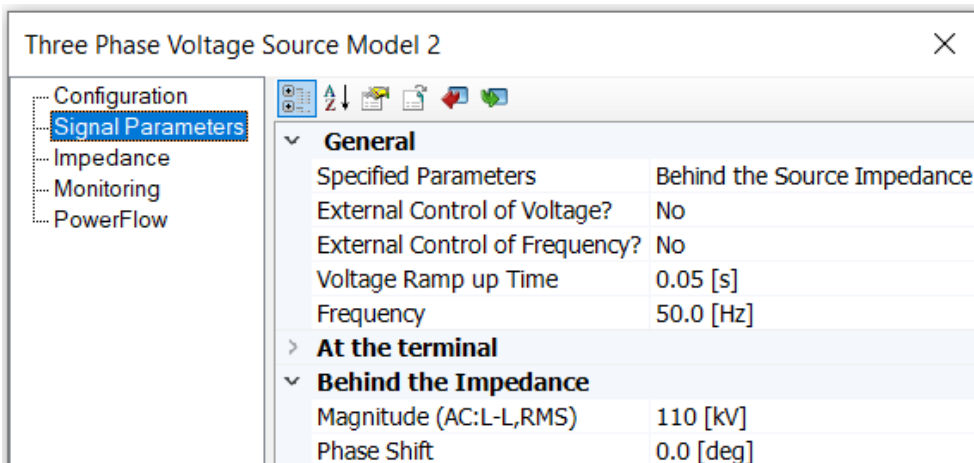 Three Phase Voltage Source Model 2
Configuration
Signal Parameters
Impedance
Monitoring
PowerFlow
General
Specified Parameters Behind the Source Impedance
External Control of Voltage? No
External Control of Frequency? No
Voltage Ramp up Time 0.05 [s]
Frequency 50.0 [Hz]
At the terminal
Behind the Impedance
Magnitude (AC:L-L,RMS) 110 [kV]
Phase Shift 0.0 [deg]